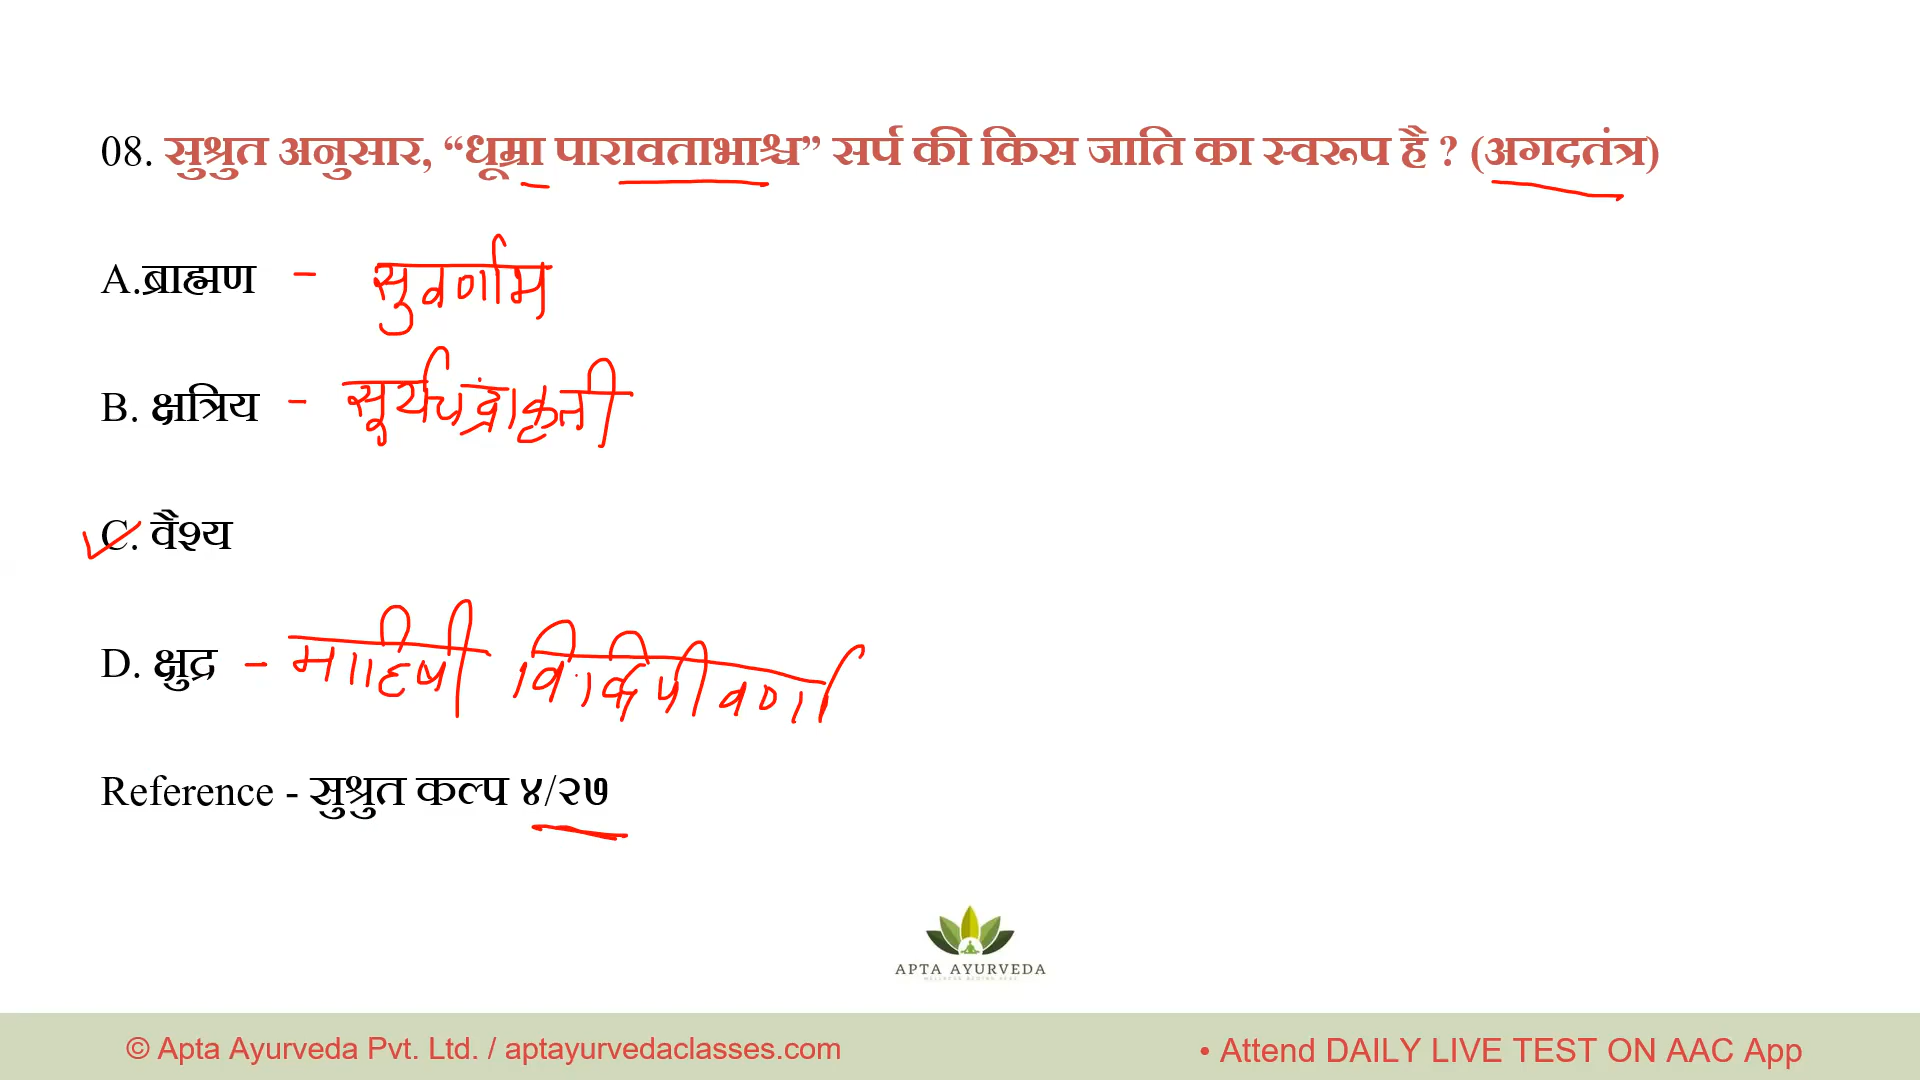 08. सुश्रुत अनुसार, “धूम्रा पारावताभाश्च” सर्प की किस जाति का स्वरूप है ? (अगदतंत्र)
A.ब्राह्मण - सुवर्णाभ
B. क्षत्रिय - सूर्यचंद्राकृती
C. वैश्य
D. क्षुद्र - माहिषी
Reference - सुश्रुत कल्प ४/२७
APTA AYURVEDA
© Apta Ayurveda Pvt. Ltd. / aptayurvedaclasses.com
• Attend DAILY LIVE TEST ON AAC App